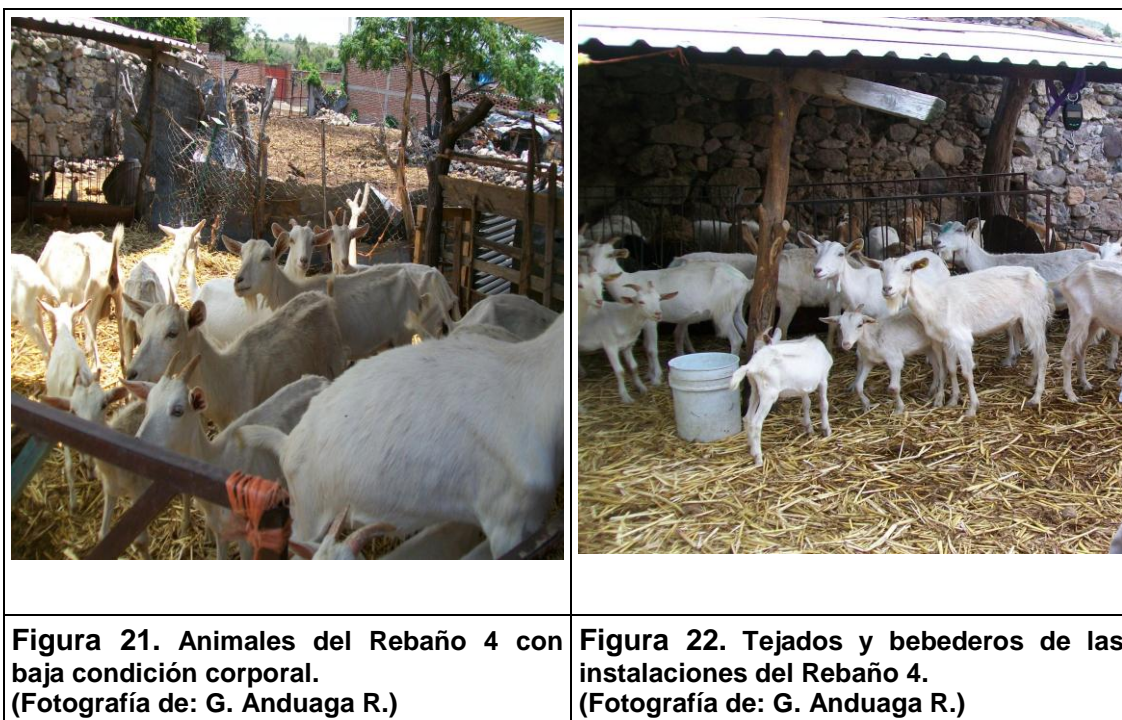 Figura 21. Animales del Rebaño 4 con
baja condición corporal.
(Fotografía de: G. Anduaga R.)
Figura 22. Tejados y bebederos de las
instalaciones del Rebaño 4.
(Fotografía de: G. Anduaga R.)